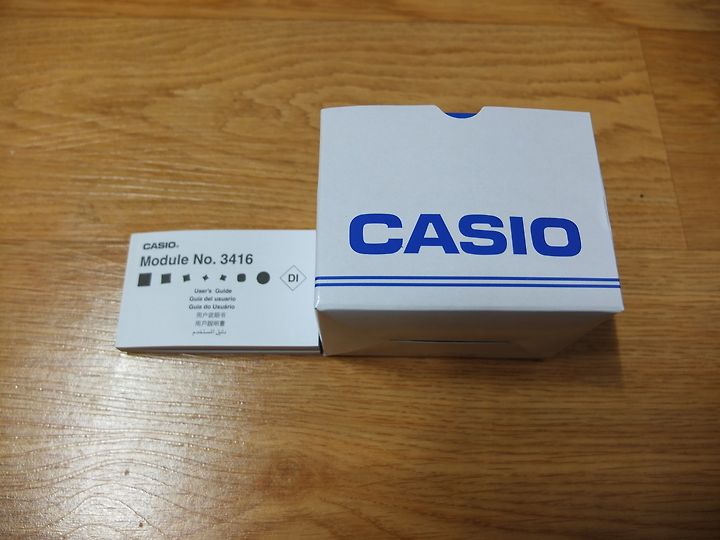 CASIO
CASIO®
Module No. 3416
DI
User's Guide
Guía del usuario
Guia do Usuário
用户说明书
用戶說明書
دليل المستخدم